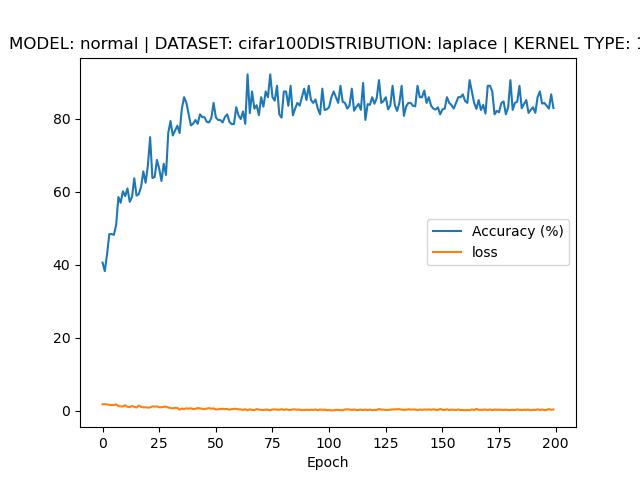 MODEL: normal | DATASET: cifar100DISTRIBUTION: laplace | KERNEL TYPE:
80
60
40
20
0
Accuracy (%)
loss
0 25 50 75 100 125 150 175 200
Epoch